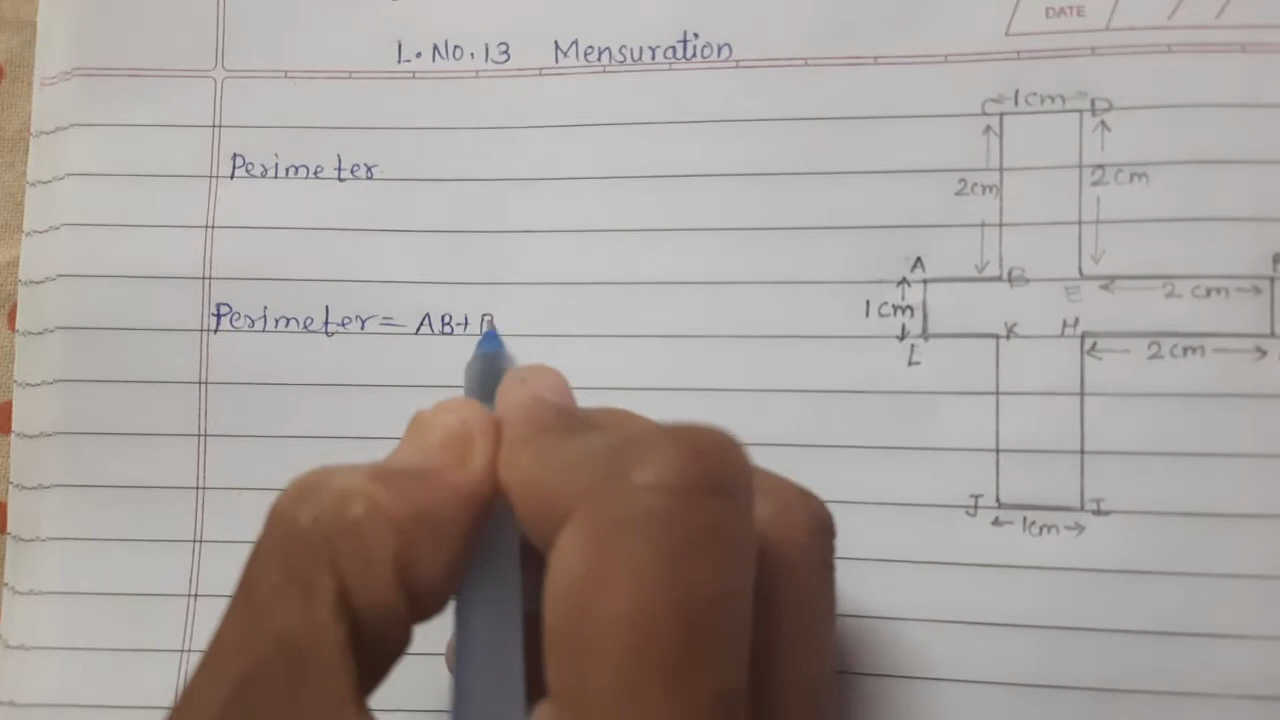 DATE / /
L. No. 13 Mensuration
C 1cm D
Perimeter
2cm 2cm
A B
E 2 cm
1cm
Perimeter = AB+
K H
L 2cm
J I
1cm